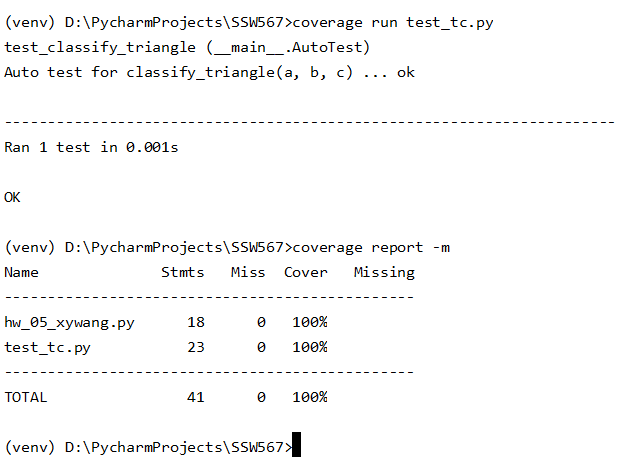 (venv) D:\PycharmProjects\SSW567>coverage run test_tc.py
test_classify_triangle (__main__.AutoTest)
Auto test for classify_triangle(a, b, c) ... ok
----------------------------------------------------------------------
Ran 1 test in 0.001s
OK
(venv) D:\PycharmProjects\SSW567>coverage report -m
Name              Stmts   Miss  Cover   Missing
-----------------------------------------------
hw_05_xywang.py      18      0   100%
test_tc.py           23      0   100%
-----------------------------------------------
TOTAL                41      0   100%
(venv) D:\PycharmProjects\SSW567>